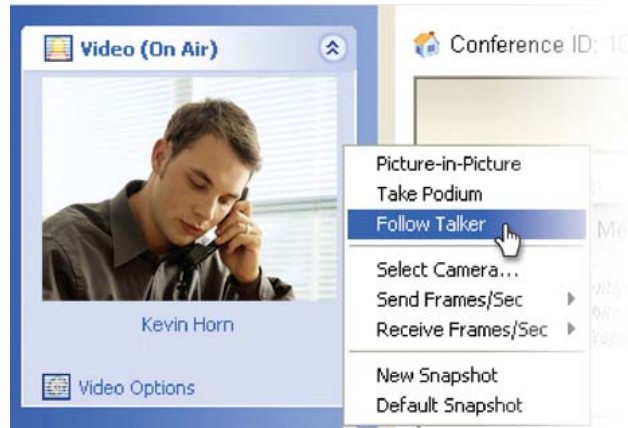 Video (On Air)
Conference ID: 10
Kevin Horn
Video Options
Picture-in-Picture
Take Podium
Follow Talker
Select Camera...
Send Frames/Sec
Receive Frames/Sec
New Snapshot
Default Snapshot